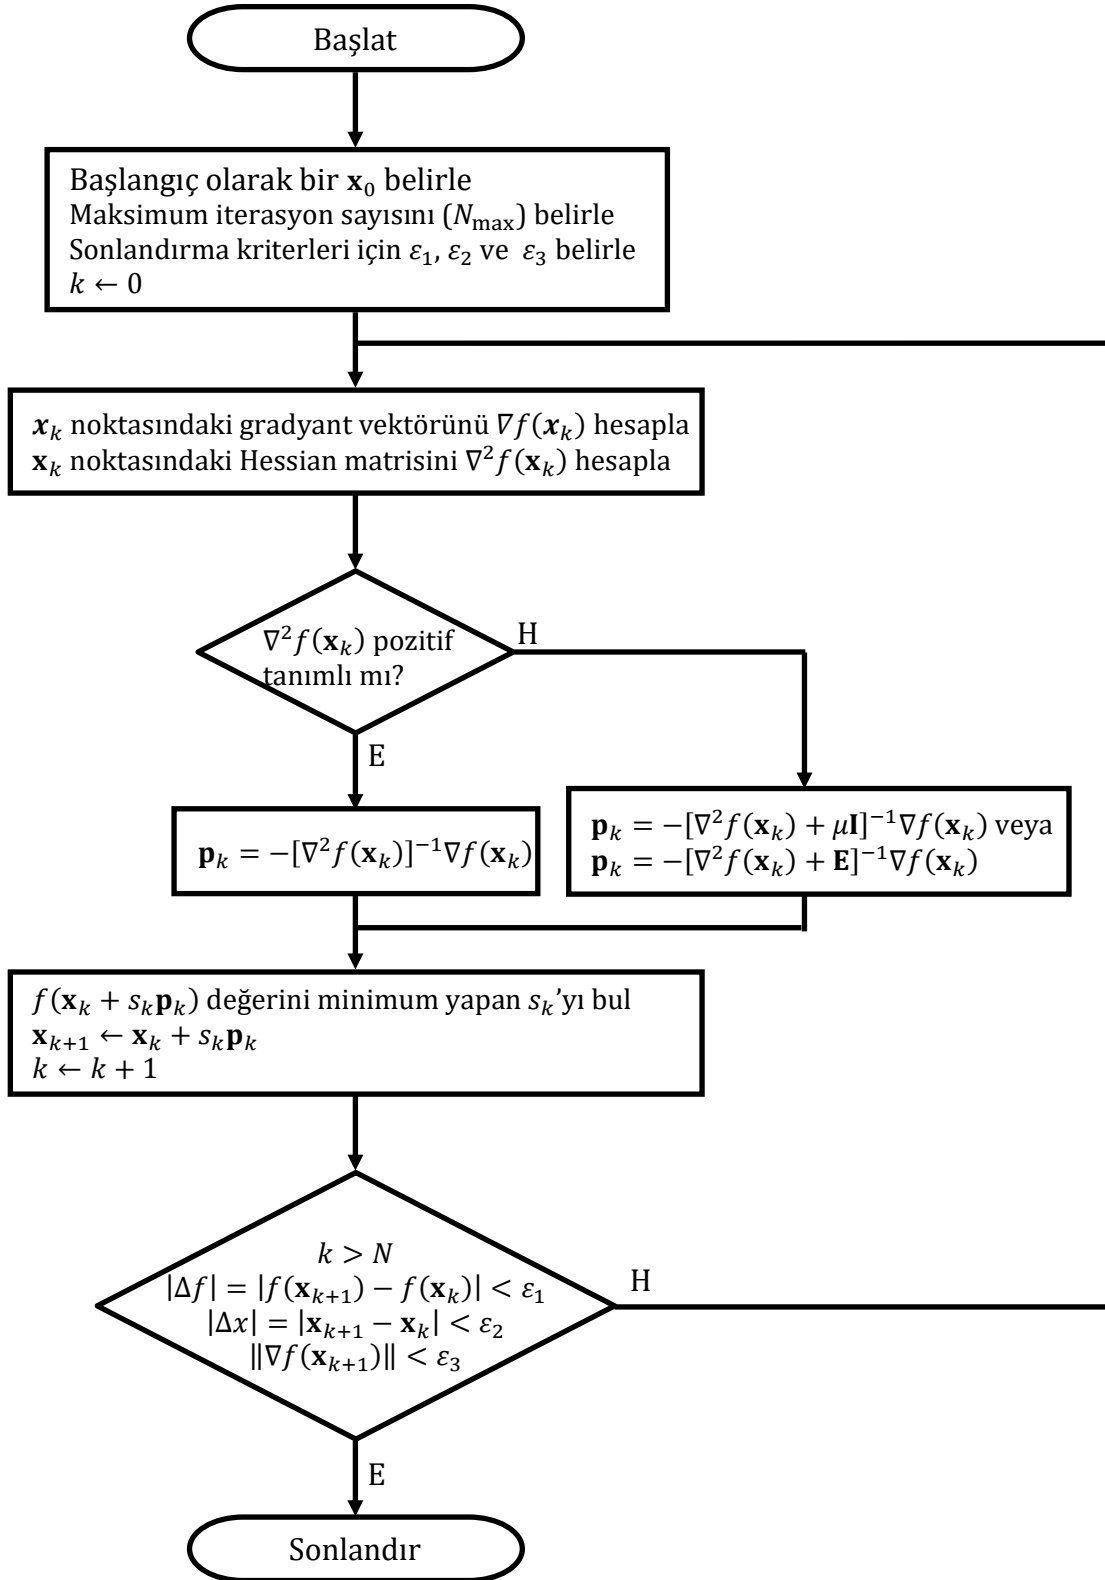 Başlat
Başlangıç olarak bir 𝐱₀ belirle
Maksimum iterasyon sayısını (𝑁ₘₐₓ) belirle
Sonlandırma kriterleri için 𝜀₁, 𝜀₂ ve 𝜀₃ belirle
𝑘 ← 0
𝒙ₖ noktasındaki gradyant vektörünü 𝛻𝑓(𝒙ₖ) hesapla
𝐱ₖ noktasındaki Hessian matrisini ∇²𝑓(𝐱ₖ) hesapla
∇²𝑓(𝐱ₖ) pozitif
tanımlı mı?
H
E
𝐩ₖ = −[∇²𝑓(𝐱ₖ)]⁻¹∇𝑓(𝐱ₖ)
𝐩ₖ = −[∇²𝑓(𝐱ₖ) + 𝜇𝐈]⁻¹∇𝑓(𝐱ₖ) veya
𝐩ₖ = −[∇²𝑓(𝐱ₖ) + 𝐄]⁻¹∇𝑓(𝐱ₖ)
𝑓(𝐱ₖ + 𝑠ₖ𝐩ₖ) değerini minimum yapan 𝑠ₖ’yı bul
𝐱ₖ₊₁ ← 𝐱ₖ + 𝑠ₖ𝐩ₖ
𝑘 ← 𝑘 + 1
𝑘 > 𝑁
|Δ𝑓| = |𝑓(𝐱ₖ₊₁) − 𝑓(𝐱ₖ)| < 𝜀₁
|Δ𝑥| = |𝐱ₖ₊₁ − 𝐱ₖ| < 𝜀₂
‖∇𝑓(𝐱ₖ₊₁)‖ < 𝜀₃
H
E
Sonlandır